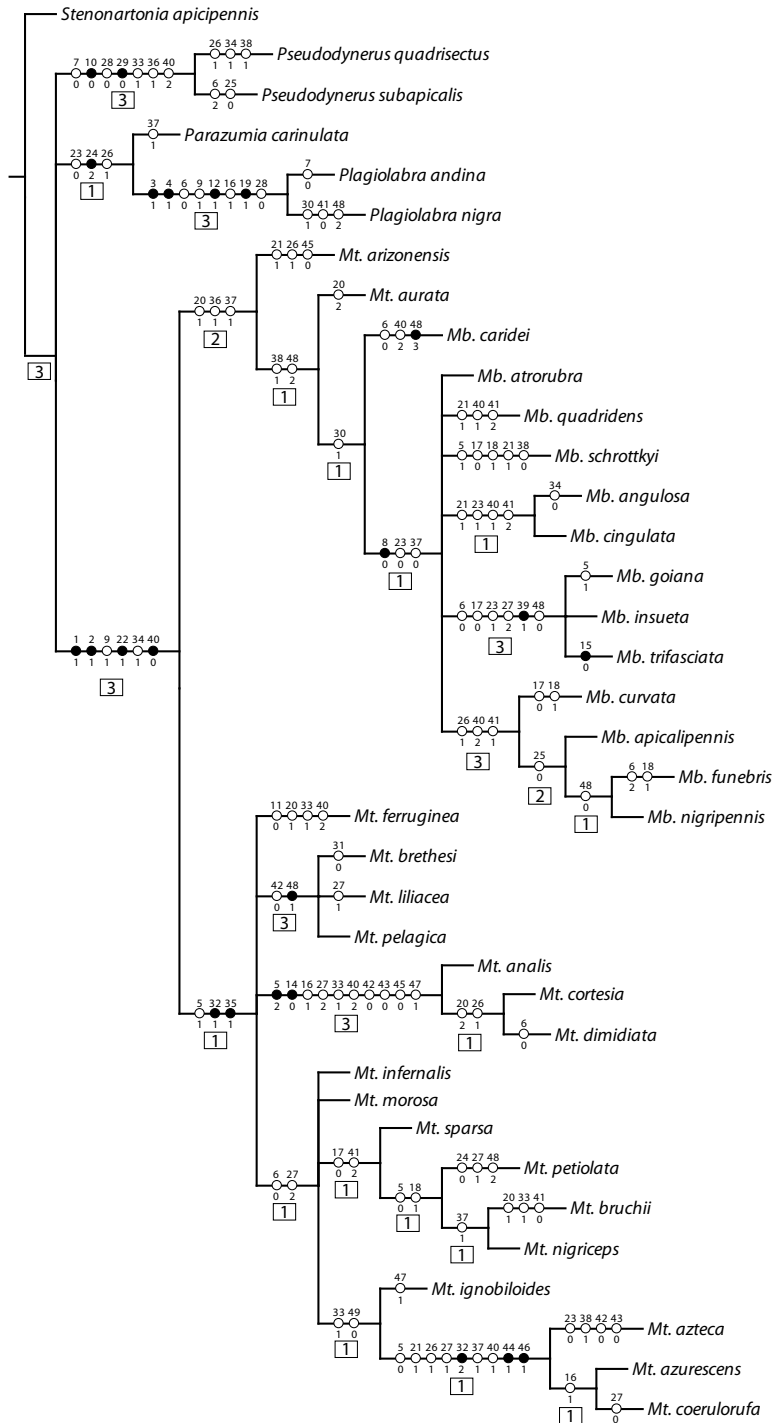 Stenonartonia apicipennis
26 34 38
1 1 1
Pseudodynerus quadrisectus
7 10 28 29 33 36 40
0 0 0 0 1 1 2
3
6 25
2 0
Pseudodynerus subapicalis
37
1
Parazumia carinulata
23 24 26
0 2 1
1
7
0
Plagiolabra andina
3 4 6 9 12 16 19 28
1 1 0 1 1 1 1 0
3
30 41 48
1 0 2
Plagiolabra nigra
21 26 45
1 1 0
Mt. arizonensis
20 36 37
1 1 1
2
20
2
Mt. aurata
6 40 48
0 2 3
Mb. caridei
3
38 48
1 2
1
Mb. atrorubra
21 40 41
1 1 2
Mb. quadridens
30
1
1
5 17 18 21 38
1 0 1 1 0
Mb. schrottkyi
34
0
Mb. angulosa
21 23 40 41
1 1 1 2
1
Mb. cingulata
8 23 37
0 0 0
1
5
1
Mb. goiana
6 17 23 27 39 48
0 0 1 2 1 0
3
Mb. insueta
15
0
Mb. trifasciata
1 2 9 22 34 40
1 1 1 1 1 0
3
17 18
0 1
Mb. curvata
26 40 41
1 2 1
3
Mb. apicalipennis
25
0
2
6 18
2 1
Mb. funebris
48
0
1
Mb. nigripennis
11 20 33 40
0 1 1 2
Mt. ferruginea
31
0
Mt. brethesi
42 48
0 1
3
27
1
Mt. liliacea
Mt. pelagica
Mt. analis
5 14 16 27 33 40 42 43 45 47
2 0 1 2 1 2 0 0 0 1
3
Mt. cortesia
20 26
2 1
1
6
0
Mt. dimidiata
5 32 35
1 1 1
1
Mt. infernalis
Mt. morosa
Mt. sparsa
17 41
0 2
1
24 27 48
0 1 2
Mt. petiolata
6 27
0 2
1
5 18
0 1
1
20 33 41
1 1 0
Mt. bruchii
37
1
1
Mt. nigriceps
47
1
Mt. ignobiloides
33 49
1 0
1
23 38 42 43
0 1 0 0
Mt. azteca
5 21 26 27 32 37 40 44 46
0 1 1 1 2 1 1 1 1
1
Mt. azurescens
16
1
1
27
0
Mt. coerulorufa